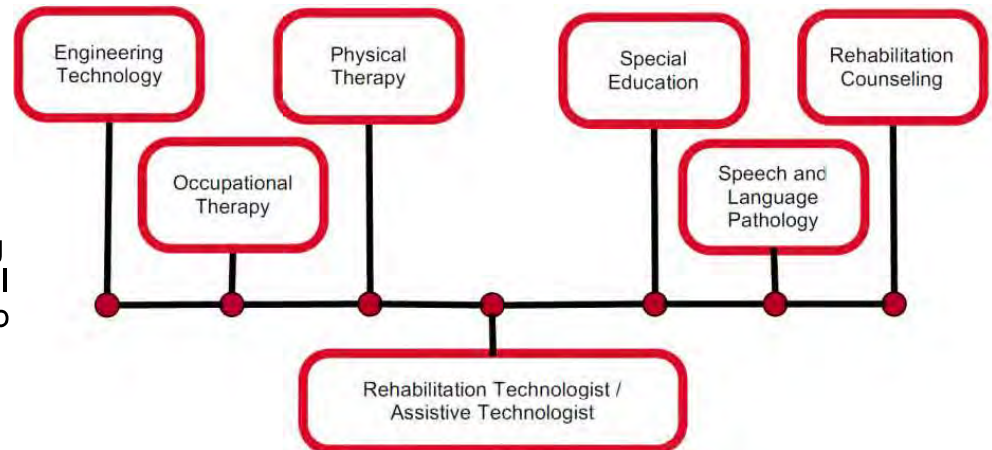 Engineering
Technology
Physical
Therapy
Special
Education
Rehabilitation
Counseling
Occupational
Therapy
Speech and
Language
Pathology
Rehabilitation Technologist /
Assistive Technologist